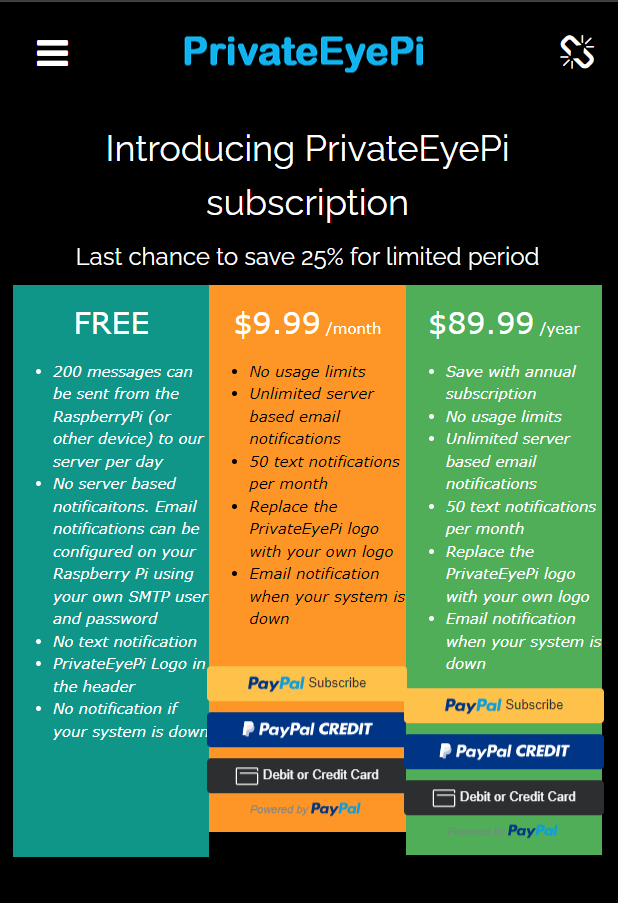 PrivateEyePi
Introducing PrivateEyePi
subscription
Last chance to save 25% for limited period
FREE
• 200 messages can
be sent from the
RaspberryPi (or
other device) to our
server per day
• No server based
notificaitons. Email
notifications can be
configured on your
Raspberry Pi using
your own SMTP user
and password
• No text notification
• PrivateEyePi Logo in
the header
• No notification if
your system is down
$9.99 /month
• No usage limits
• Unlimited server
based email
notifications
• 50 text notifications
per month
• Replace the
PrivateEyePi logo
with your own logo
• Email notification
when your system is
down
PayPal Subscribe
PayPal CREDIT
Debit or Credit Card
Powered by PayPal
$89.99 /year
• Save with annual
subscription
• No usage limits
• Unlimited server
based email
notifications
• 50 text notifications
per month
• Replace the
PrivateEyePi logo
with your own logo
• Email notification
when your system is
down
PayPal Subscribe
PayPal CREDIT
Debit or Credit Card
Powered by PayPal